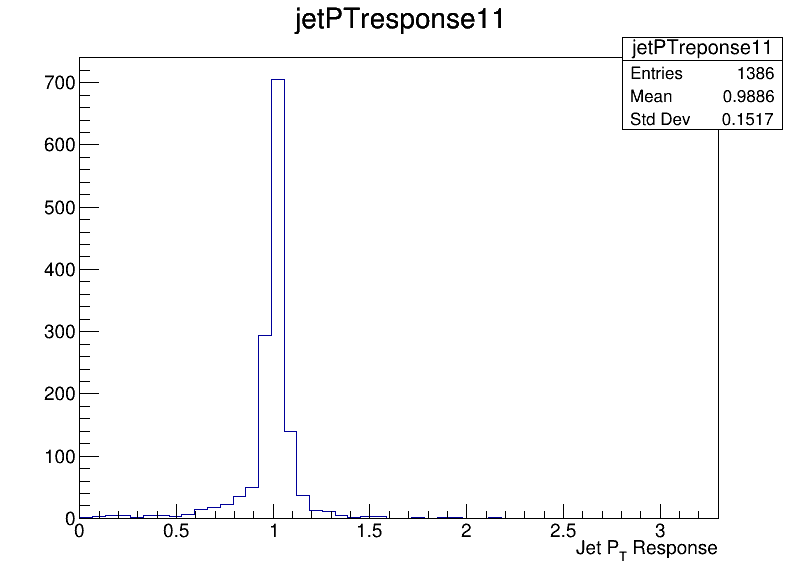 jetPTresponse11
jetPTreponse11
Entries 1386
Mean 0.9886
Std Dev 0.1517
700
600
500
400
300
200
100
0
0 0.5 1 1.5 2 2.5 3
Jet PT Response